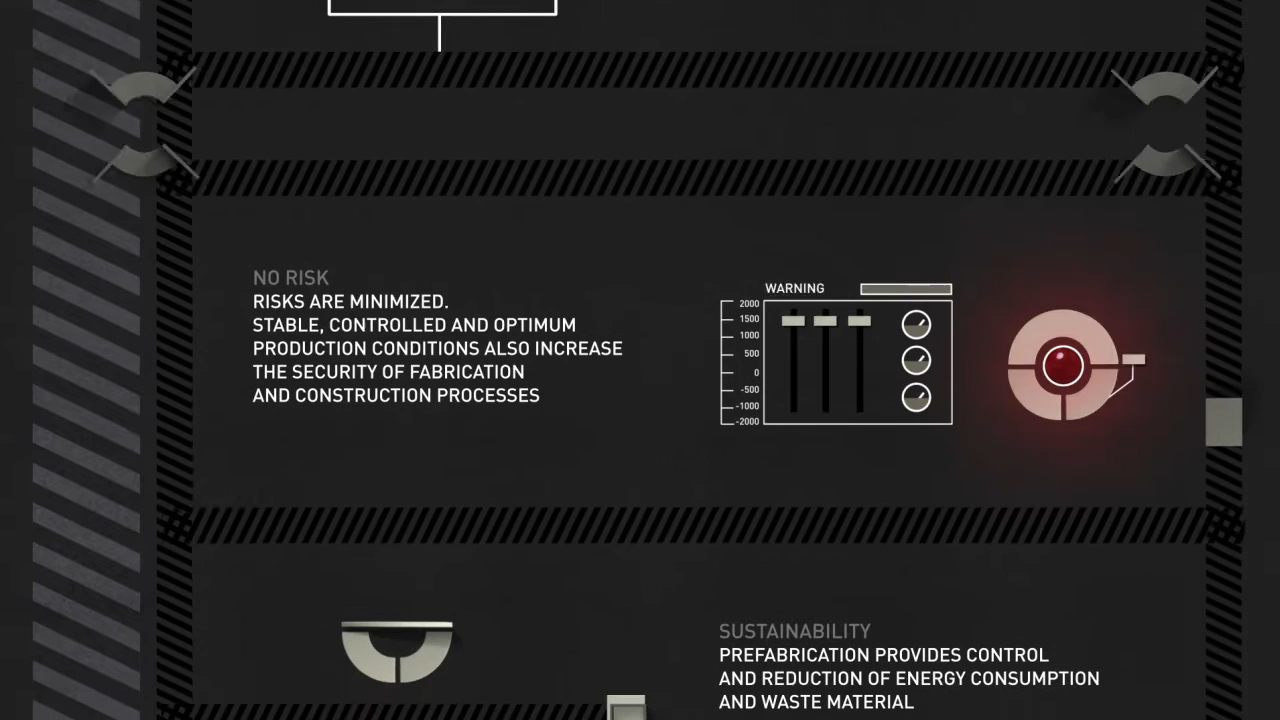 NO RISK
RISKS ARE MINIMIZED.
STABLE, CONTROLLED AND OPTIMUM
PRODUCTION CONDITIONS ALSO INCREASE
THE SECURITY OF FABRICATION
AND CONSTRUCTION PROCESSES
WARNING
2000
1500
1000
500
0
-500
-1000
-2000
SUSTAINABILITY
PREFABRICATION PROVIDES CONTROL
AND REDUCTION OF ENERGY CONSUMPTION
AND WASTE MATERIAL